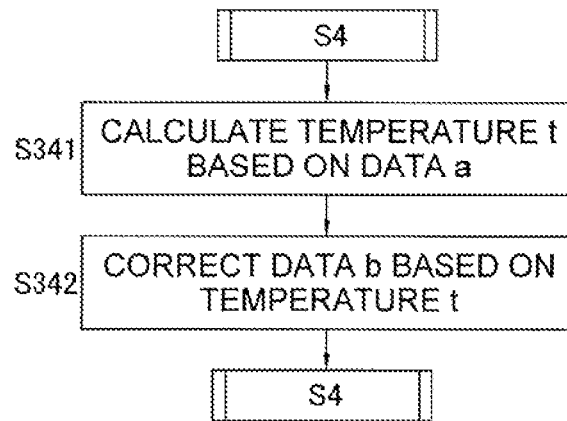 S4
S341
CALCULATE TEMPERATURE t
BASED ON DATA a
S342
CORRECT DATA b BASED ON
TEMPERATURE t
S4